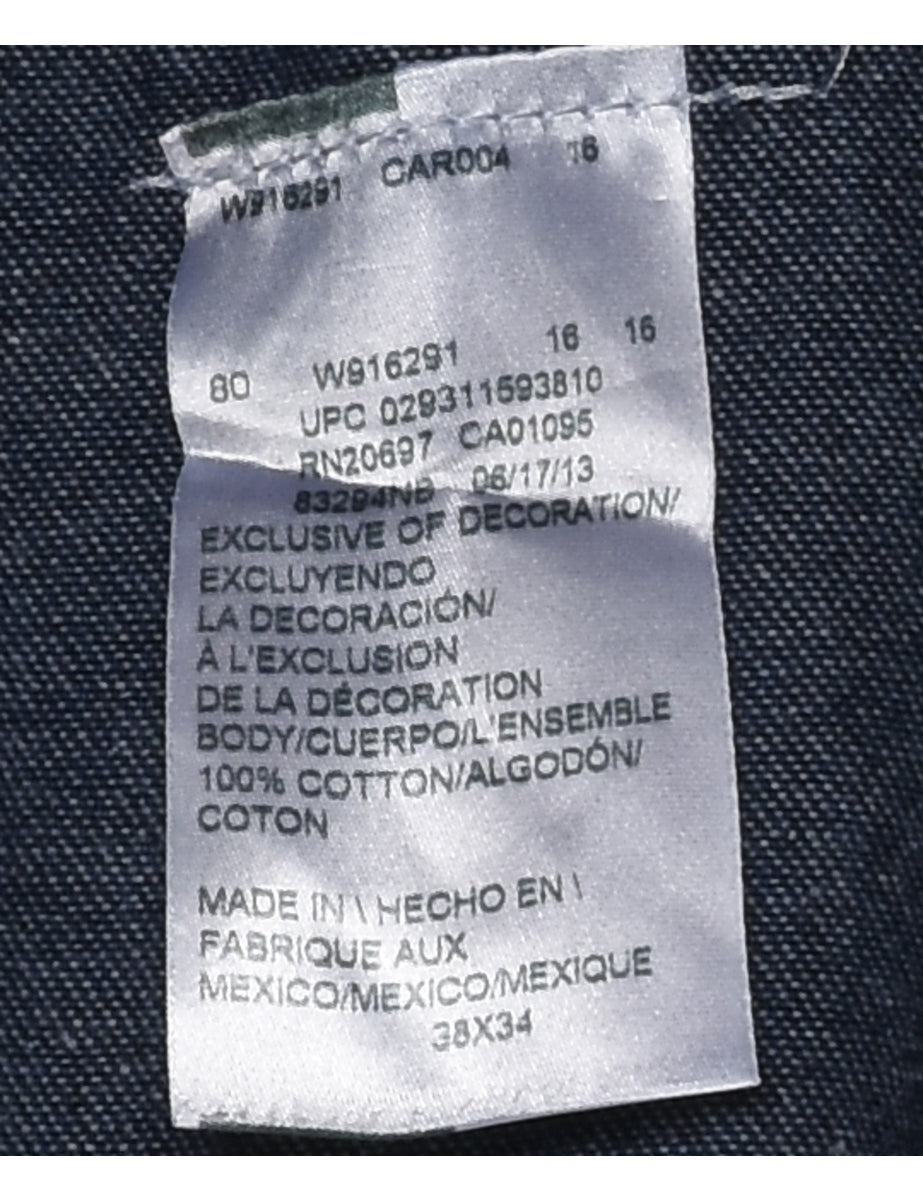 W916291 CAR004 16
80 W916291 16 16
UPC 029311593810
RN20697 CA01095
83294NB 06/17/13
EXCLUSIVE OF DECORATION/
EXCLUYENDO
LA DECORACIÓN/
À L'EXCLUSION
DE LA DÉCORATION
BODY/CUERPO/L'ENSEMBLE
100% COTTON/ALGODÓN/
COTON
MADE IN \ HECHO EN \
FABRIQUE AUX
MEXICO/MEXICO/MEXIQUE
38X34